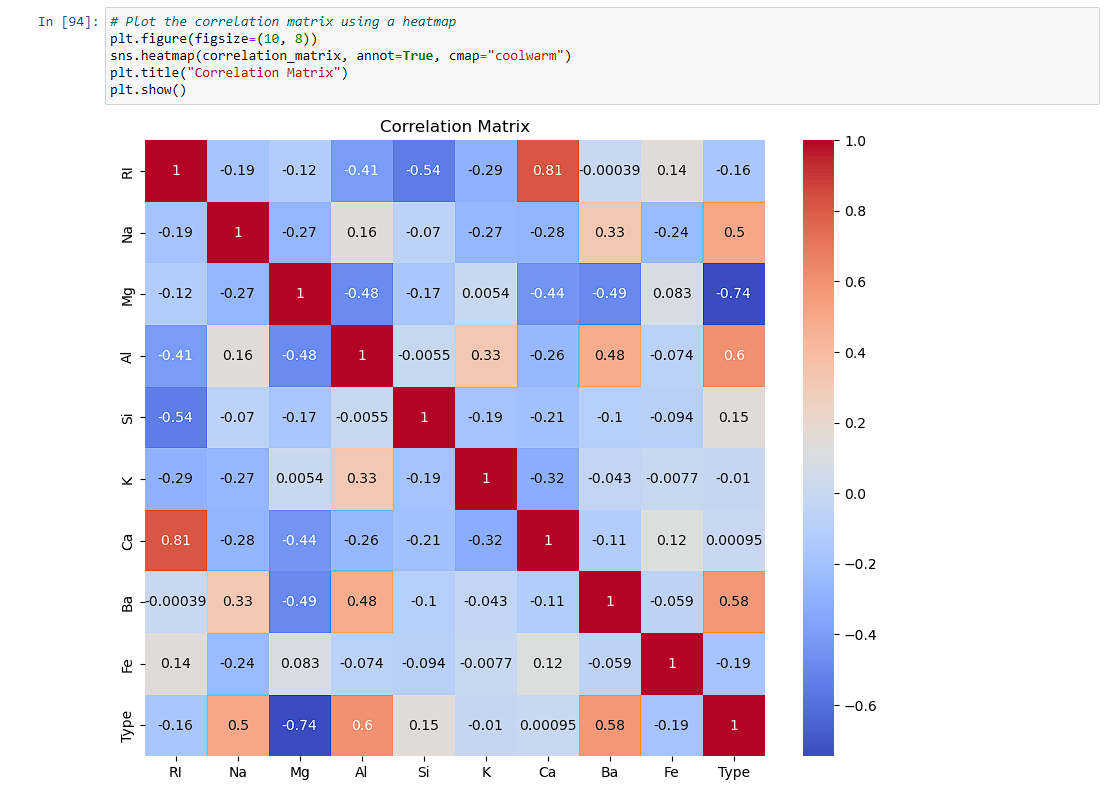 In [94]: # Plot the correlation matrix using a heatmap
plt.figure(figsize=(10, 8))
sns.heatmap(correlation_matrix, annot=True, cmap="coolwarm")
plt.title("Correlation Matrix")
plt.show()
Correlation Matrix
RI 1 -0.19 -0.12 -0.41 -0.54 -0.29 0.81 -0.00039 0.14 -0.16
Na -0.19 1 -0.27 0.16 -0.07 -0.27 -0.28 0.33 -0.24 0.5
Mg -0.12 -0.27 1 -0.48 -0.17 0.0054 -0.44 -0.49 0.083 -0.74
Al -0.41 0.16 -0.48 1 -0.0055 0.33 -0.26 0.48 -0.074 0.6
Si -0.54 -0.07 -0.17 -0.0055 1 -0.19 -0.21 -0.1 -0.094 0.15
K -0.29 -0.27 0.0054 0.33 -0.19 1 -0.32 -0.043 -0.0077 -0.01
Ca 0.81 -0.28 -0.44 -0.26 -0.21 -0.32 1 -0.11 0.12 0.00095
Ba -0.00039 0.33 -0.49 0.48 -0.1 -0.043 -0.11 1 -0.059 0.58
Fe 0.14 -0.24 0.083 -0.074 -0.094 -0.0077 0.12 -0.059 1 -0.19
Type -0.16 0.5 -0.74 0.6 0.15 -0.01 0.00095 0.58 -0.19 1
RI Na Mg Al Si K Ca Ba Fe Type
1.0
0.8
0.6
0.4
0.2
0.0
−0.2
−0.4
−0.6